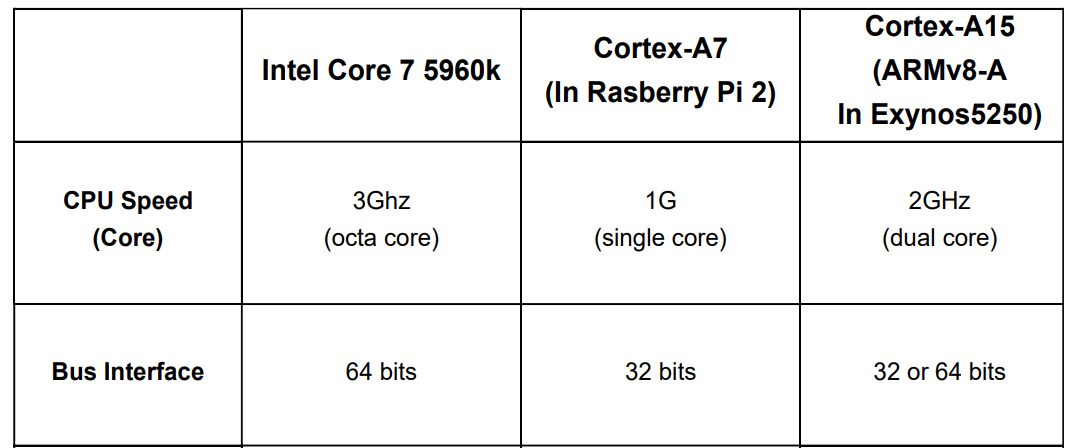 Intel Core 7 5960k
Cortex-A7
(In Rasberry Pi 2)
Cortex-A15
(ARMv8-A
In Exynos5250)
CPU Speed
(Core)
3Ghz
(octa core)
1G
(single core)
2GHz
(dual core)
Bus Interface
64 bits
32 bits
32 or 64 bits